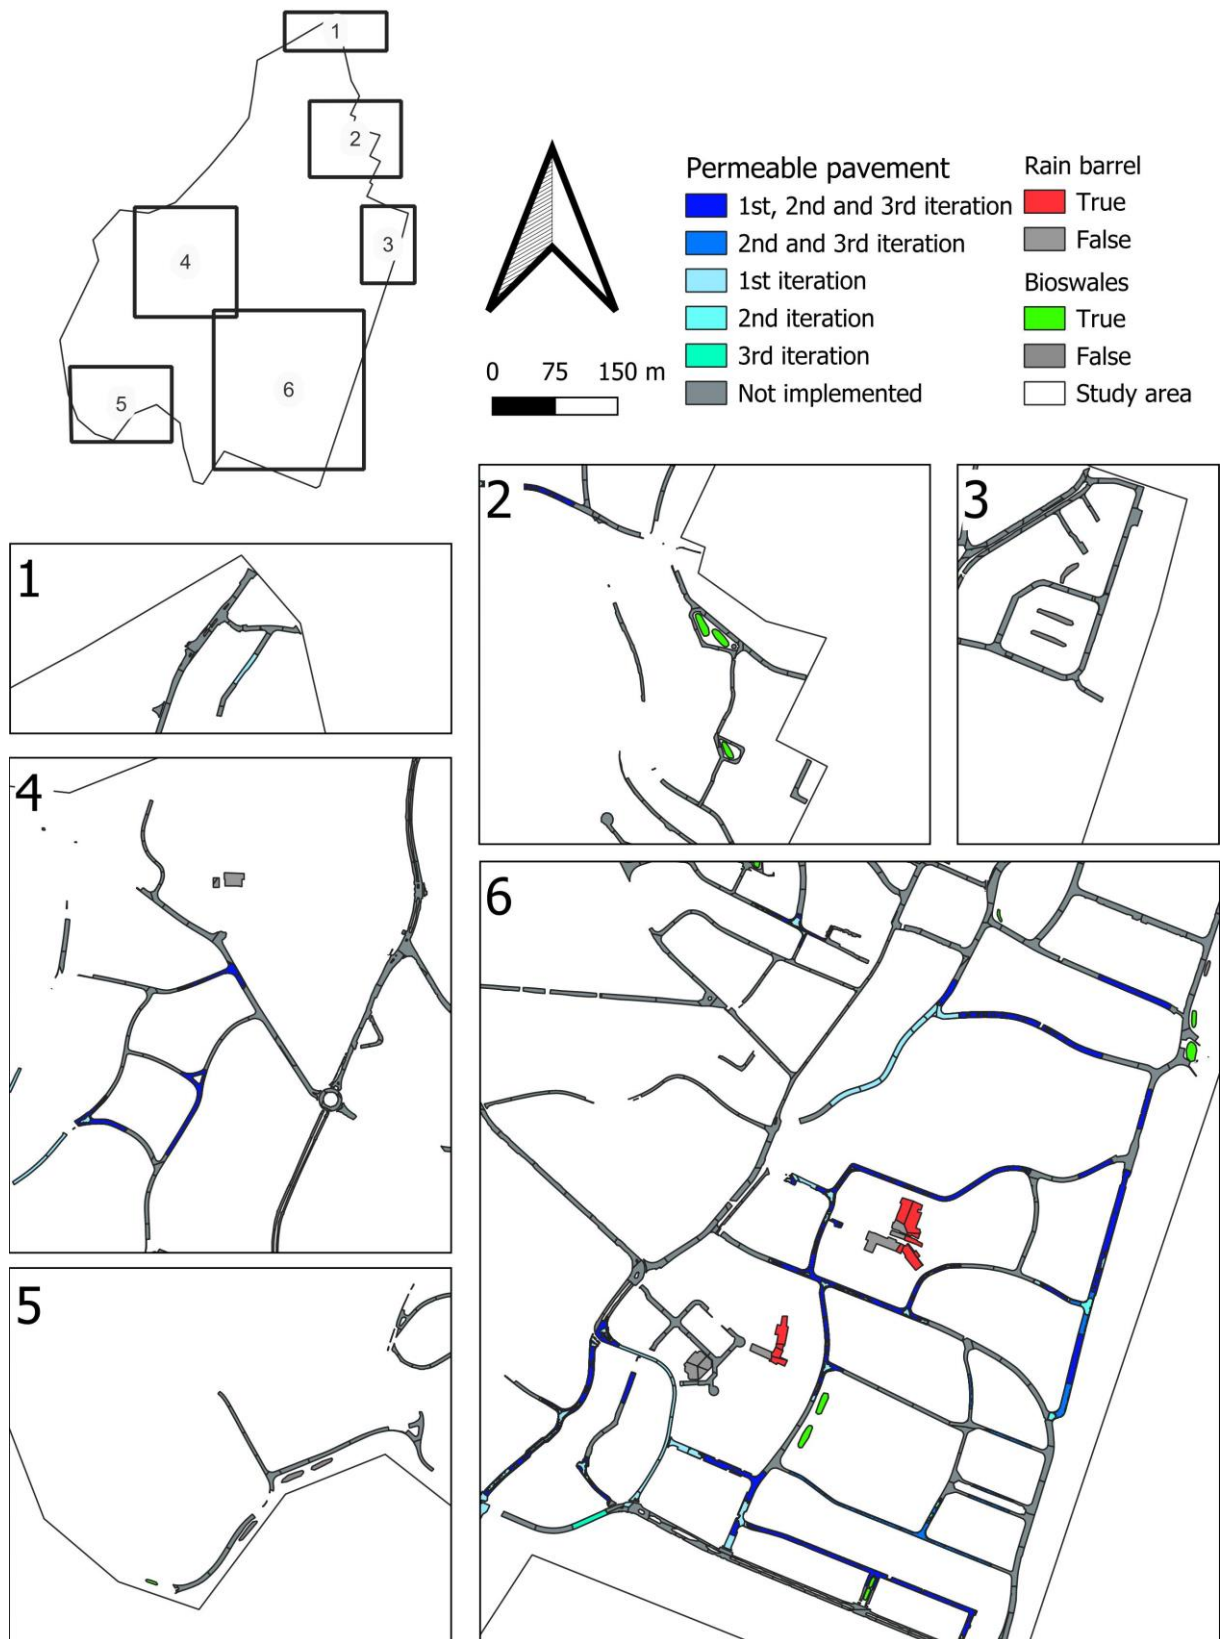 1
2
3
4
5
6
0 75 150 m
Permeable pavement
1st, 2nd and 3rd iteration
2nd and 3rd iteration
1st iteration
2nd iteration
3rd iteration
Not implemented
Rain barrel
True
False
Bioswales
True
False
Study area
1
2
3
4
5
6